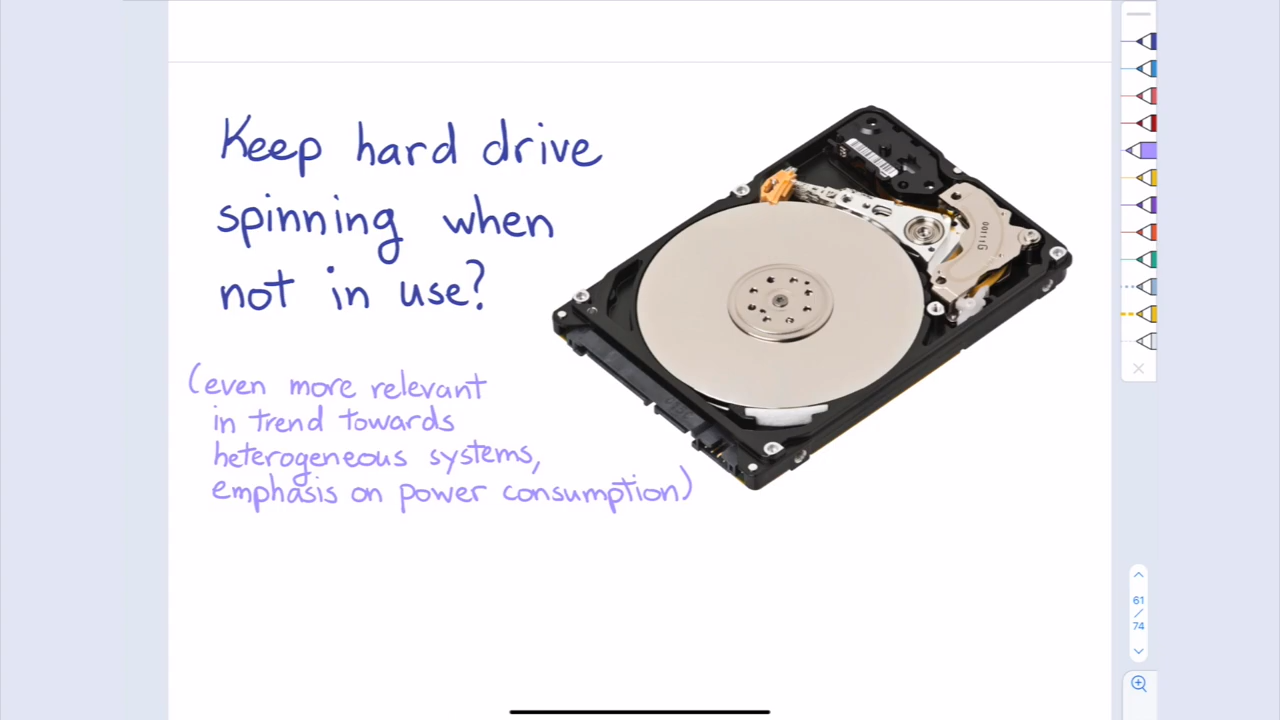 Keep hard drive
spinning when
not in use?
(even more relevant
in trend towards
heterogeneous systems,
emphasis on power consumption)
61
/
74